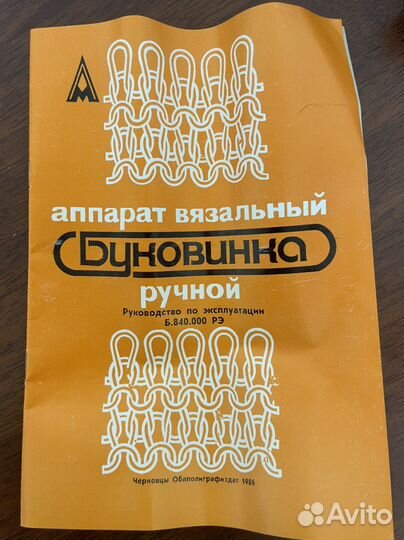 аппарат вязальный
Буковинка
ручной
Руководство по эксплуатации
Б.840.000 РЭ
Черновцы Облполиграфиздат 1986
Avito